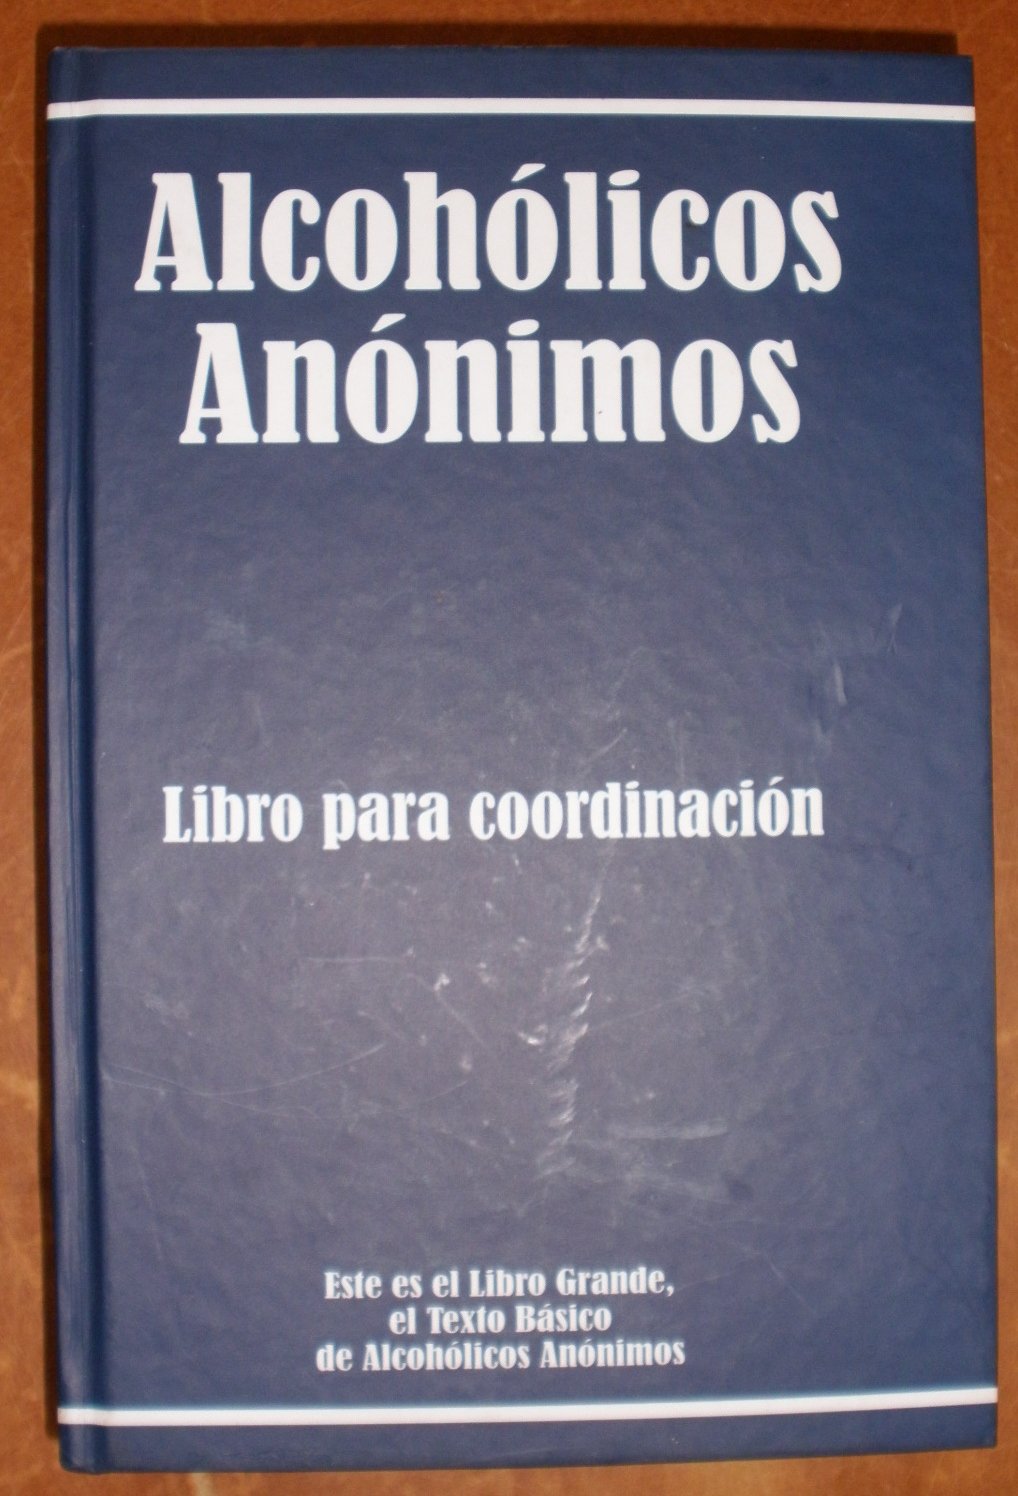 Alcohólicos
Anónimos
Libro para coordinación
Este es el Libro Grande,
el Texto Básico
de Alcohólicos Anónimos